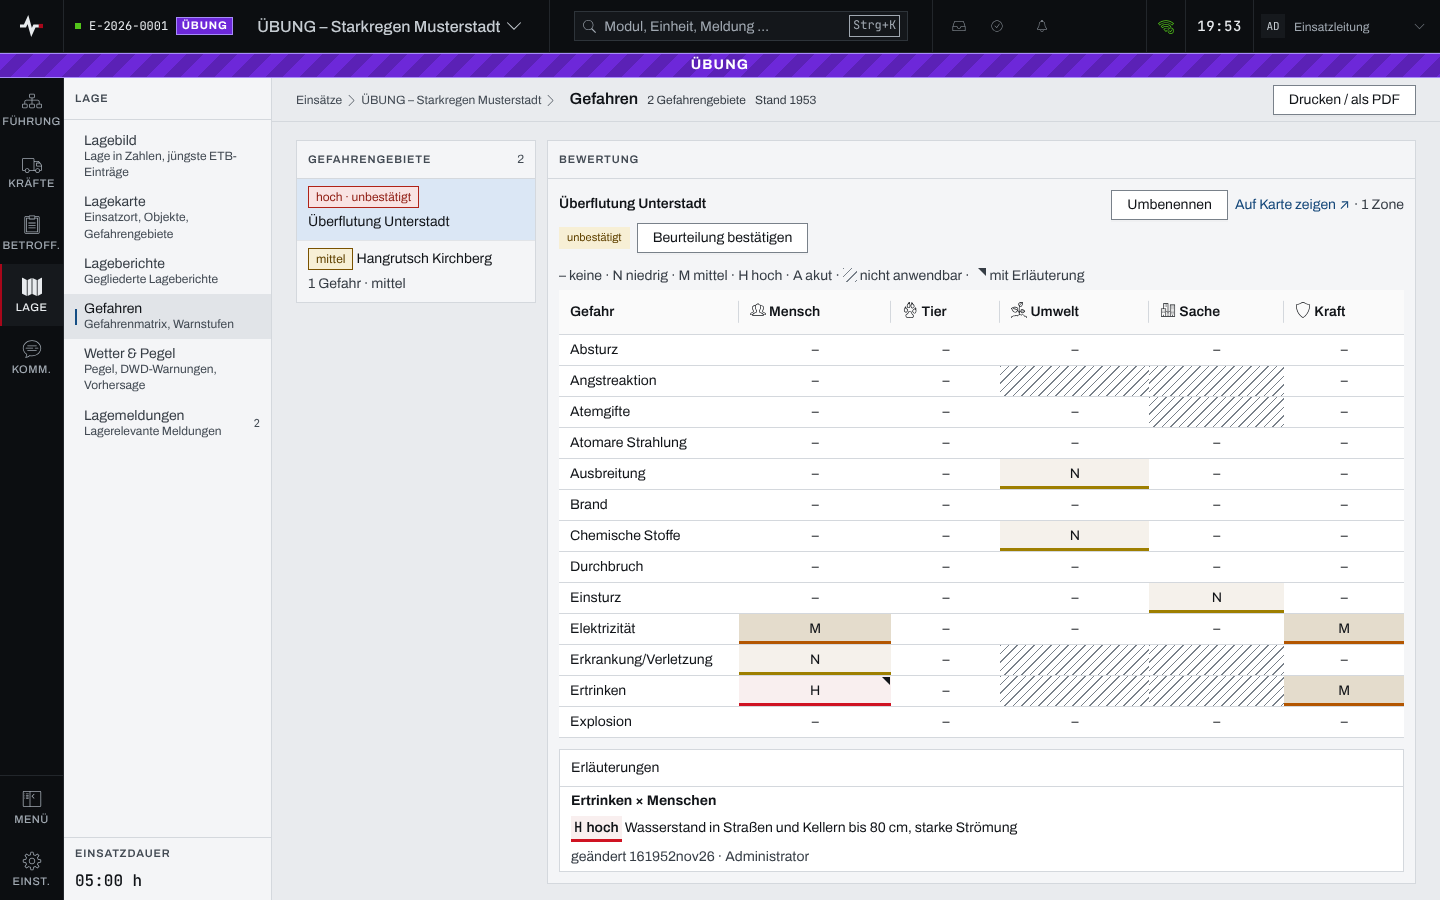 E-2026-0001 ÜBUNG ÜBUNG – Starkregen Musterstadt Modul, Einheit, Meldung ... Strg+K 19:53 AD Einsatzleitung
ÜBUNG
FÜHRUNG
KRÄFTE
BETROFF.
LAGE
KOMM.
MENÜ
EINST.
LAGE
Lagebild
Lage in Zahlen, jüngste ETB-
Einträge
Lagekarte
Einsatzort, Objekte,
Gefahrengebiete
Lageberichte
Gegliederte Lageberichte
Gefahren
Gefahrenmatrix, Warnstufen
Wetter & Pegel
Pegel, DWD-Warnungen,
Vorhersage
Lagemeldungen 2
Lagerelevante Meldungen
EINSATZDAUER
05:00 h
Einsätze ÜBUNG – Starkregen Musterstadt Gefahren 2 Gefahrengebiete Stand 1953 Drucken / als PDF
GEFAHRENGEBIETE 2
hoch · unbestätigt
Überflutung Unterstadt
mittel Hangrutsch Kirchberg
1 Gefahr · mittel
BEWERTUNG
Überflutung Unterstadt Umbenennen Auf Karte zeigen ↗ · 1 Zone
unbestätigt Beurteilung bestätigen
– keine · N niedrig · M mittel · H hoch · A akut · nicht anwendbar · mit Erläuterung
Gefahr Mensch Tier Umwelt Sache Kraft
Absturz – – – – –
Angstreaktion – – –
Atemgifte – – – –
Atomare Strahlung – – – – –
Ausbreitung – – N – –
Brand – – – – –
Chemische Stoffe – – N – –
Durchbruch – – – – –
Einsturz – – – N –
Elektrizität M – – – M
Erkrankung/Verletzung N – –
Ertrinken H – M
Explosion – – – – –
Erläuterungen
Ertrinken × Menschen
H hoch Wasserstand in Straßen und Kellern bis 80 cm, starke Strömung
geändert 161952nov26 · Administrator